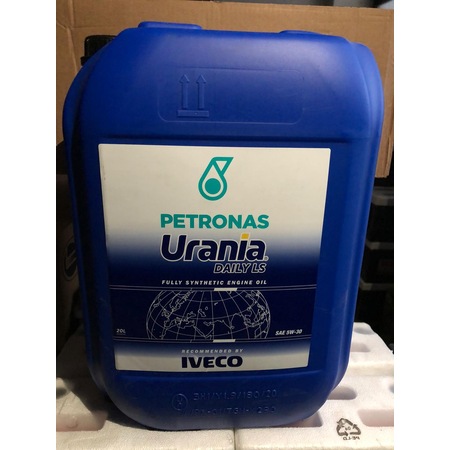 PETRONAS
Urania
DAILY LS
FULLY SYNTHETIC ENGINE OIL
20L
SAE 5W-30
RECOMMENDED BY
IVECO